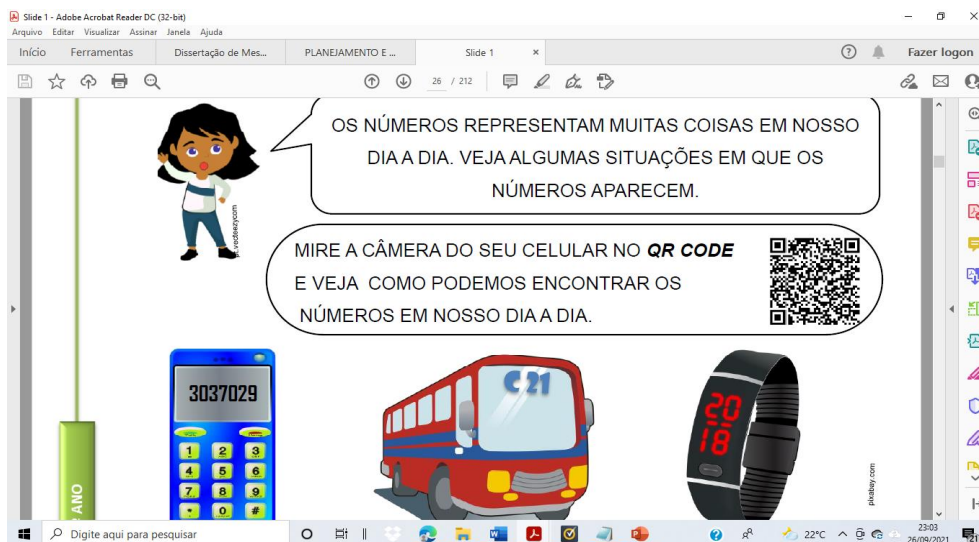 Slide 1 - Adobe Acrobat Reader DC (32-bit)
Arquivo Editar Visualizar Assinar Janela Ajuda
Início Ferramentas Dissertação de Mes... PLANEJAMENTO E ... Slide 1 × Fazer logon
26 / 212
OS NÚMEROS REPRESENTAM MUITAS COISAS EM NOSSO
DIA A DIA. VEJA ALGUMAS SITUAÇÕES EM QUE OS
NÚMEROS APARECEM.
MIRE A CÂMERA DO SEU CELULAR NO QR CODE
E VEJA COMO PODEMOS ENCONTRAR OS
NÚMEROS EM NOSSO DIA A DIA.
3037029
1 2 3
4 5 6
7 8 9
* 0 #
C21
20
18
pixabay.com
ANO
Digite aqui para pesquisar
22°C
23:03
26/09/2021